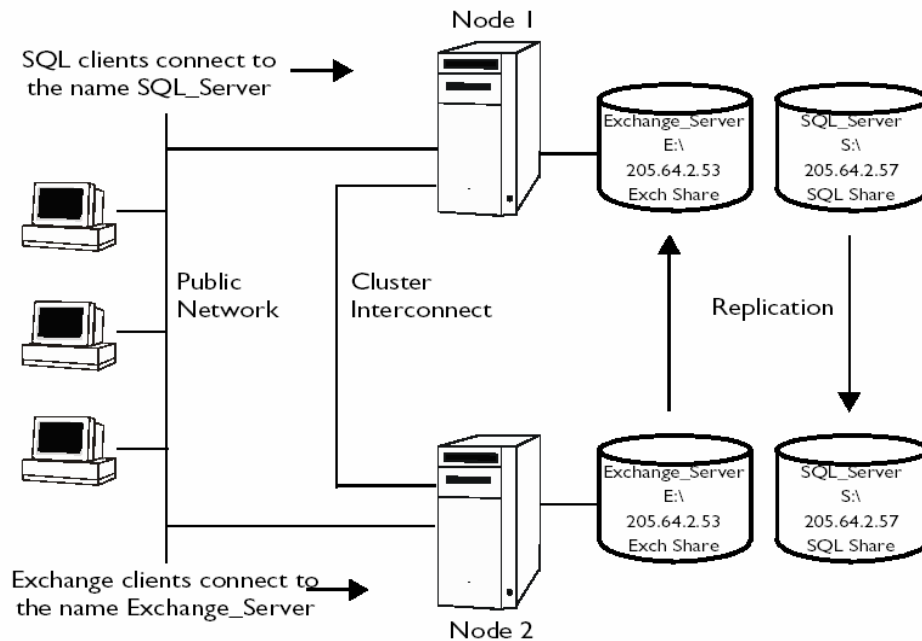 Node 1
SQL clients connect to
the name SQL_Server
Exchange_Server
E:\
205.64.2.53
Exch Share
SQL_Server
S:\
205.64.2.57
SQL Share
Public
Network
Cluster
Interconnect
Replication
Exchange_Server
E:\
205.64.2.53
Exch Share
SQL_Server
S:\
205.64.2.57
SQL Share
Exchange clients connect to
the name Exchange_Server
Node 2